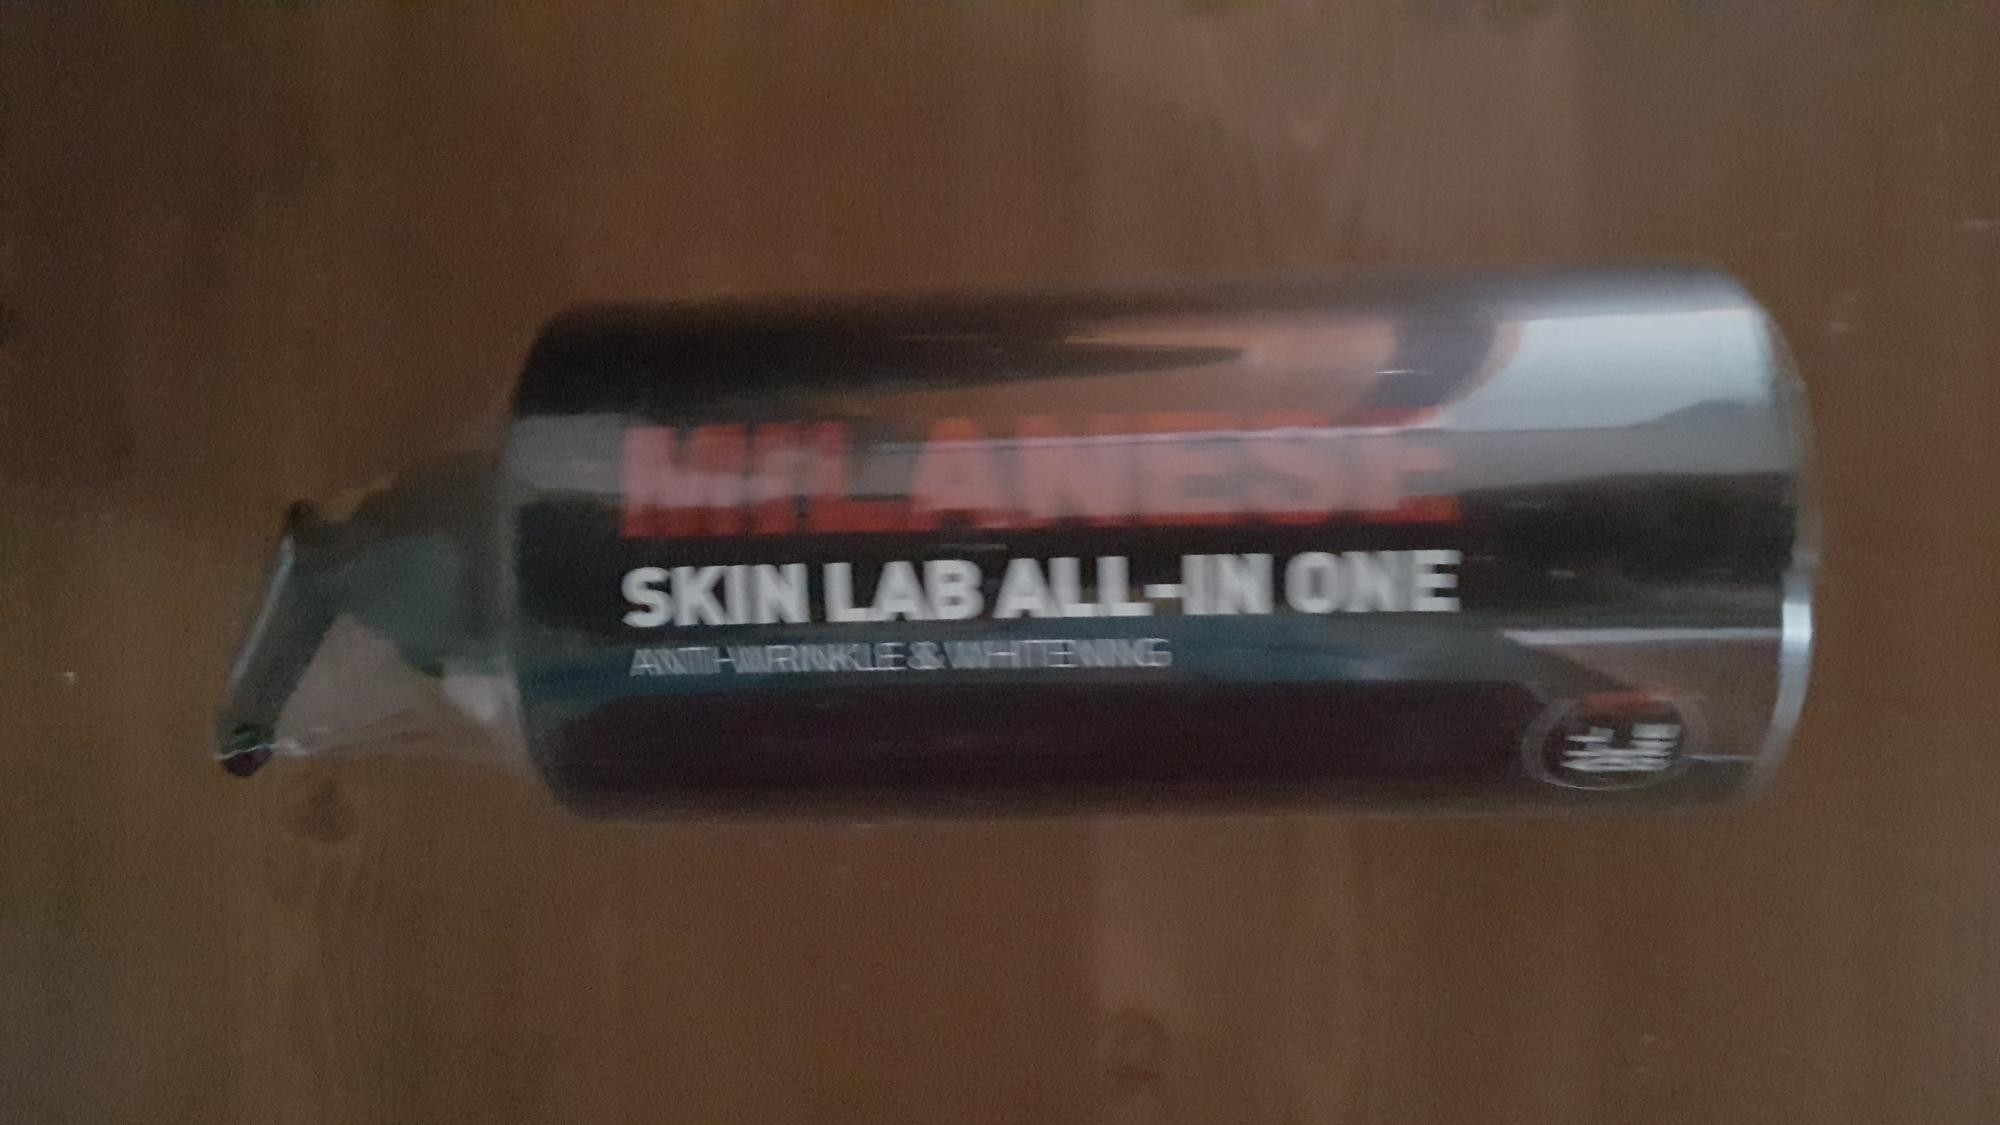 MILANESE
SKIN LAB ALL-IN ONE
ANTI-WRINKLE & WHITENING